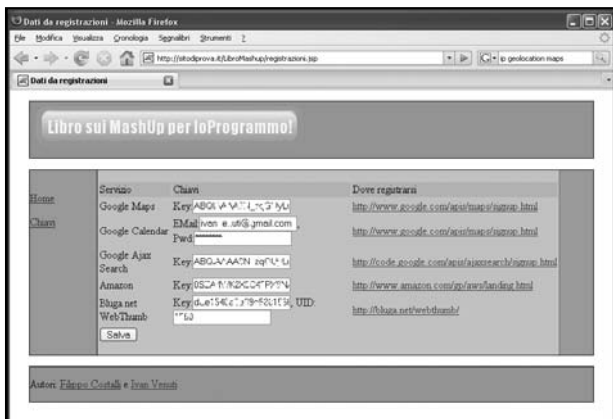 Dati da registrazioni - Mozilla Firefox
File Modifica Visualizza Cronologia Segnalibri Strumenti ?
http://sitodiprova.it/LibroMashup/registrazioni.jsp
ip geolocation maps
Dati da registrazioni
Libro sui MashUp per IoProgrammo!
Home
Chiavi
Servizio Chiavi Dove registrarsi
Google Maps Key: http://www.google.com/apis/maps/signup.html
Google Calendar EMail: , Pwd: http://www.google.com/apis/maps/signup.html
Google Ajax Search Key: http://code.google.com/apis/ajaxsearch/signup.html
Amazon Key: http://www.amazon.com/gp/aws/landing.html
Bluga.net WebThumb Key: , UID: http://bluga.net/webthumb/
Salva
Autori: Filippo Costalli e Ivan Venuti